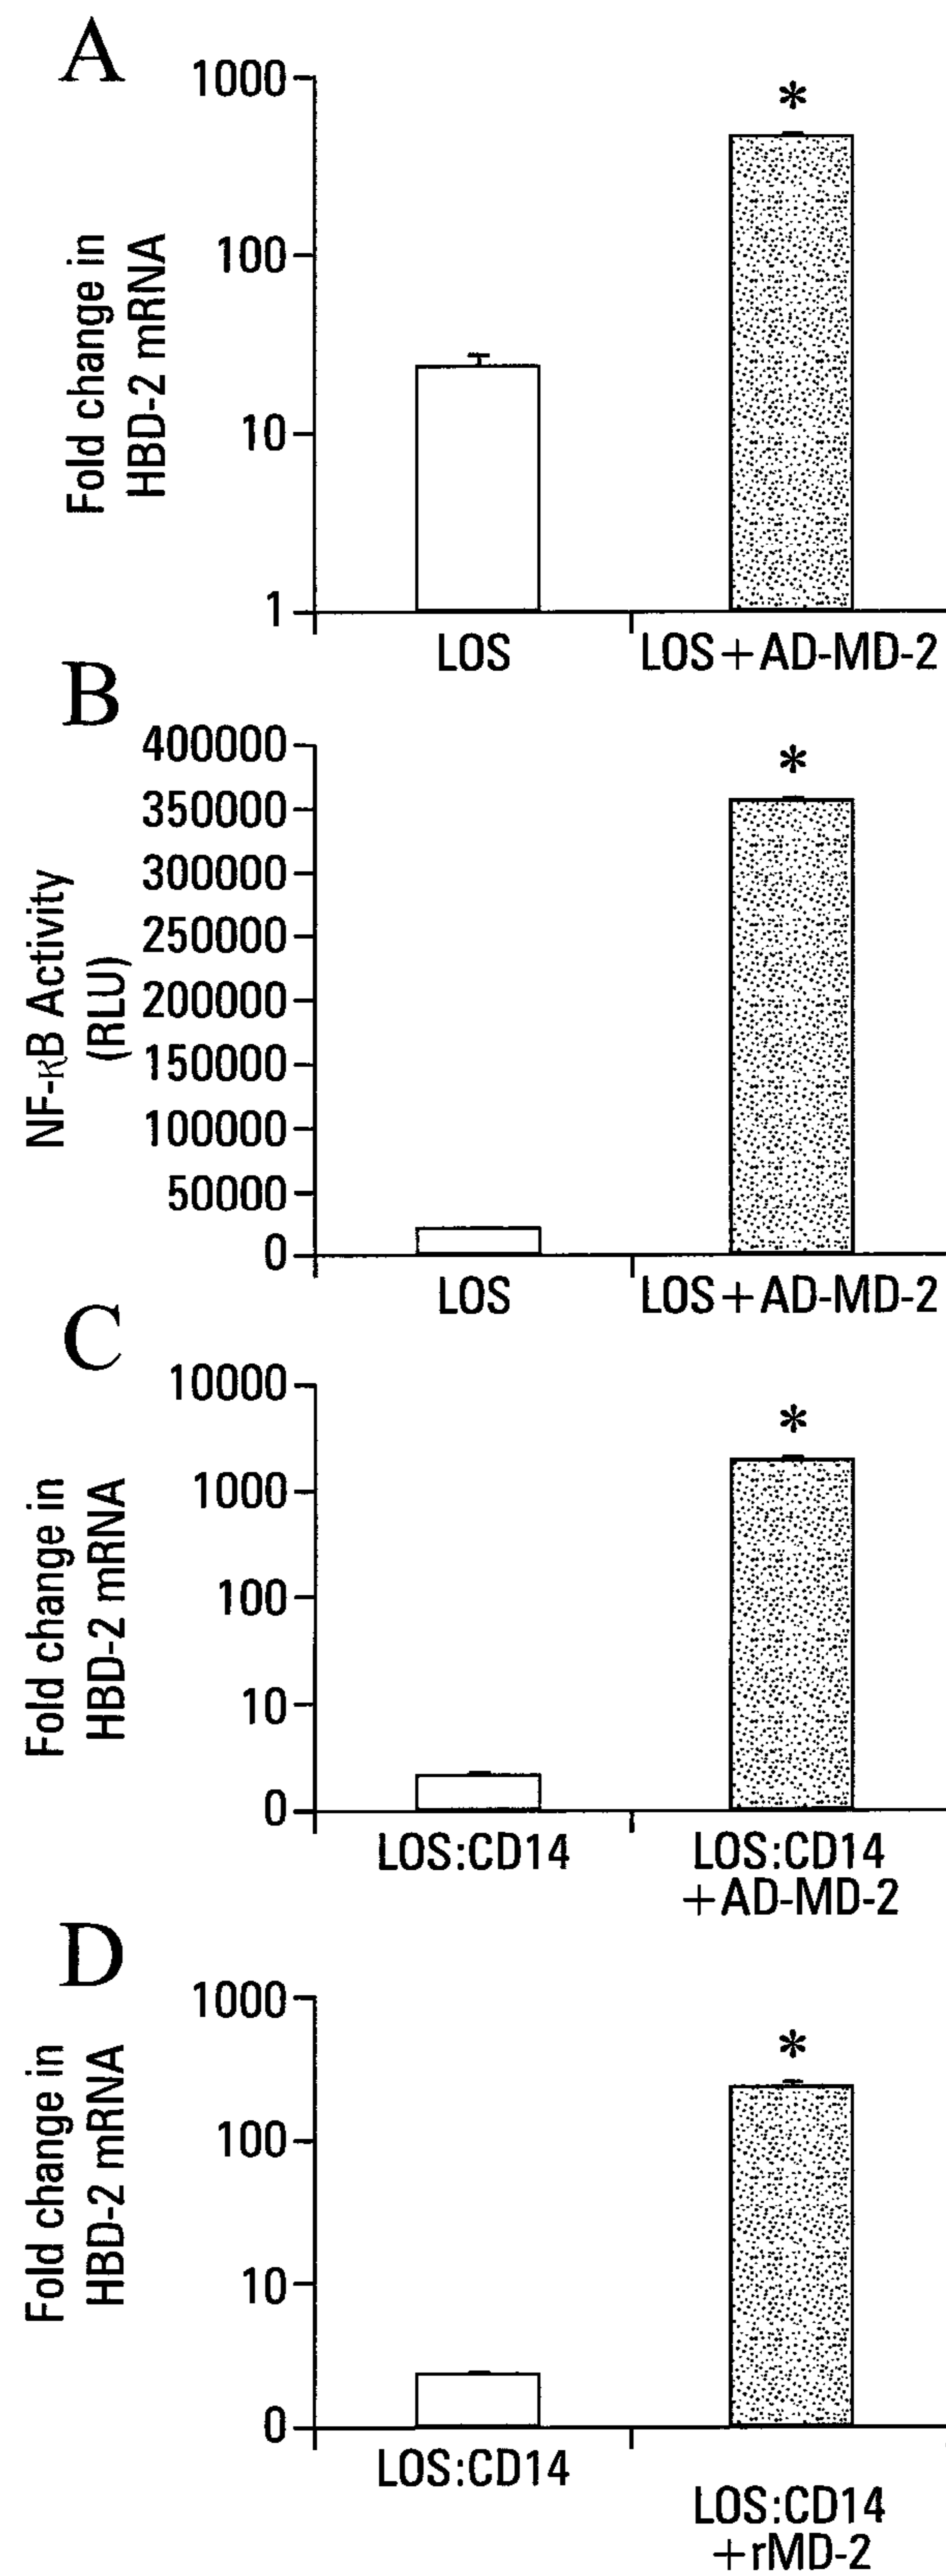 A
1000
100
10
1
Fold change in
HBD-2 mRNA
*
LOS
LOS+AD-MD-2
B
400000
350000
300000
250000
200000
150000
100000
50000
0
NF-κB Activity
(RLU)
*
LOS
LOS+AD-MD-2
C
10000
1000
100
10
0
Fold change in
HBD-2 mRNA
*
LOS:CD14
LOS:CD14
+AD-MD-2
D
1000
100
10
0
Fold change in
HBD-2 mRNA
*
LOS:CD14
LOS:CD14
+rMD-2